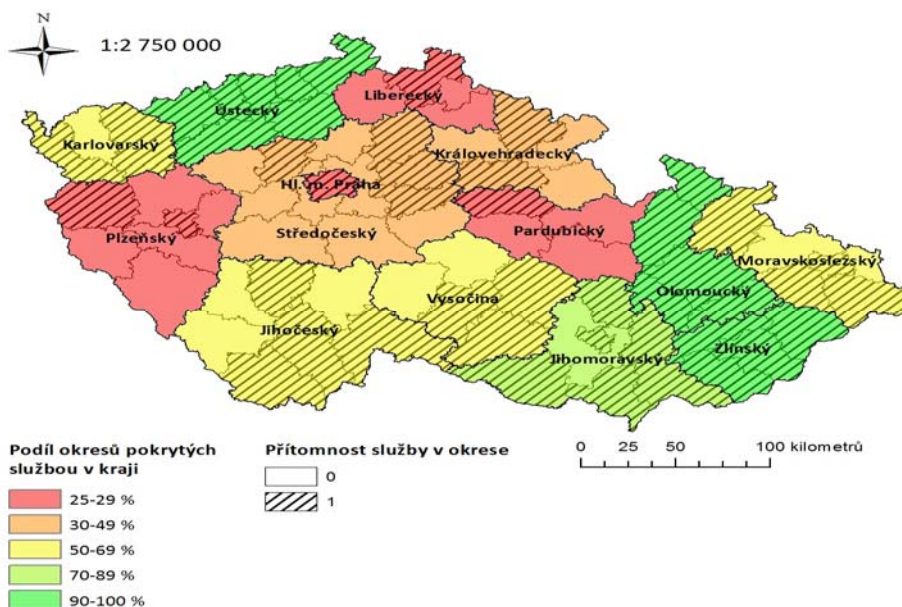 N
1:2 750 000
Liberecký
Ústecký
Karlovarský
Královehradecký
Hl. m. Praha
Plzeňský
Středočeský
Pardubický
Moravskoslezský
Vysočina
Olomoucký
Jihočeský
Jihomoravský
Zlínský
Podíl okresů pokrytých
službou v kraji
25-29 %
30-49 %
50-69 %
70-89 %
90-100 %
Přítomnost služby v okrese
0
1
0 25 50 100 kilometrů